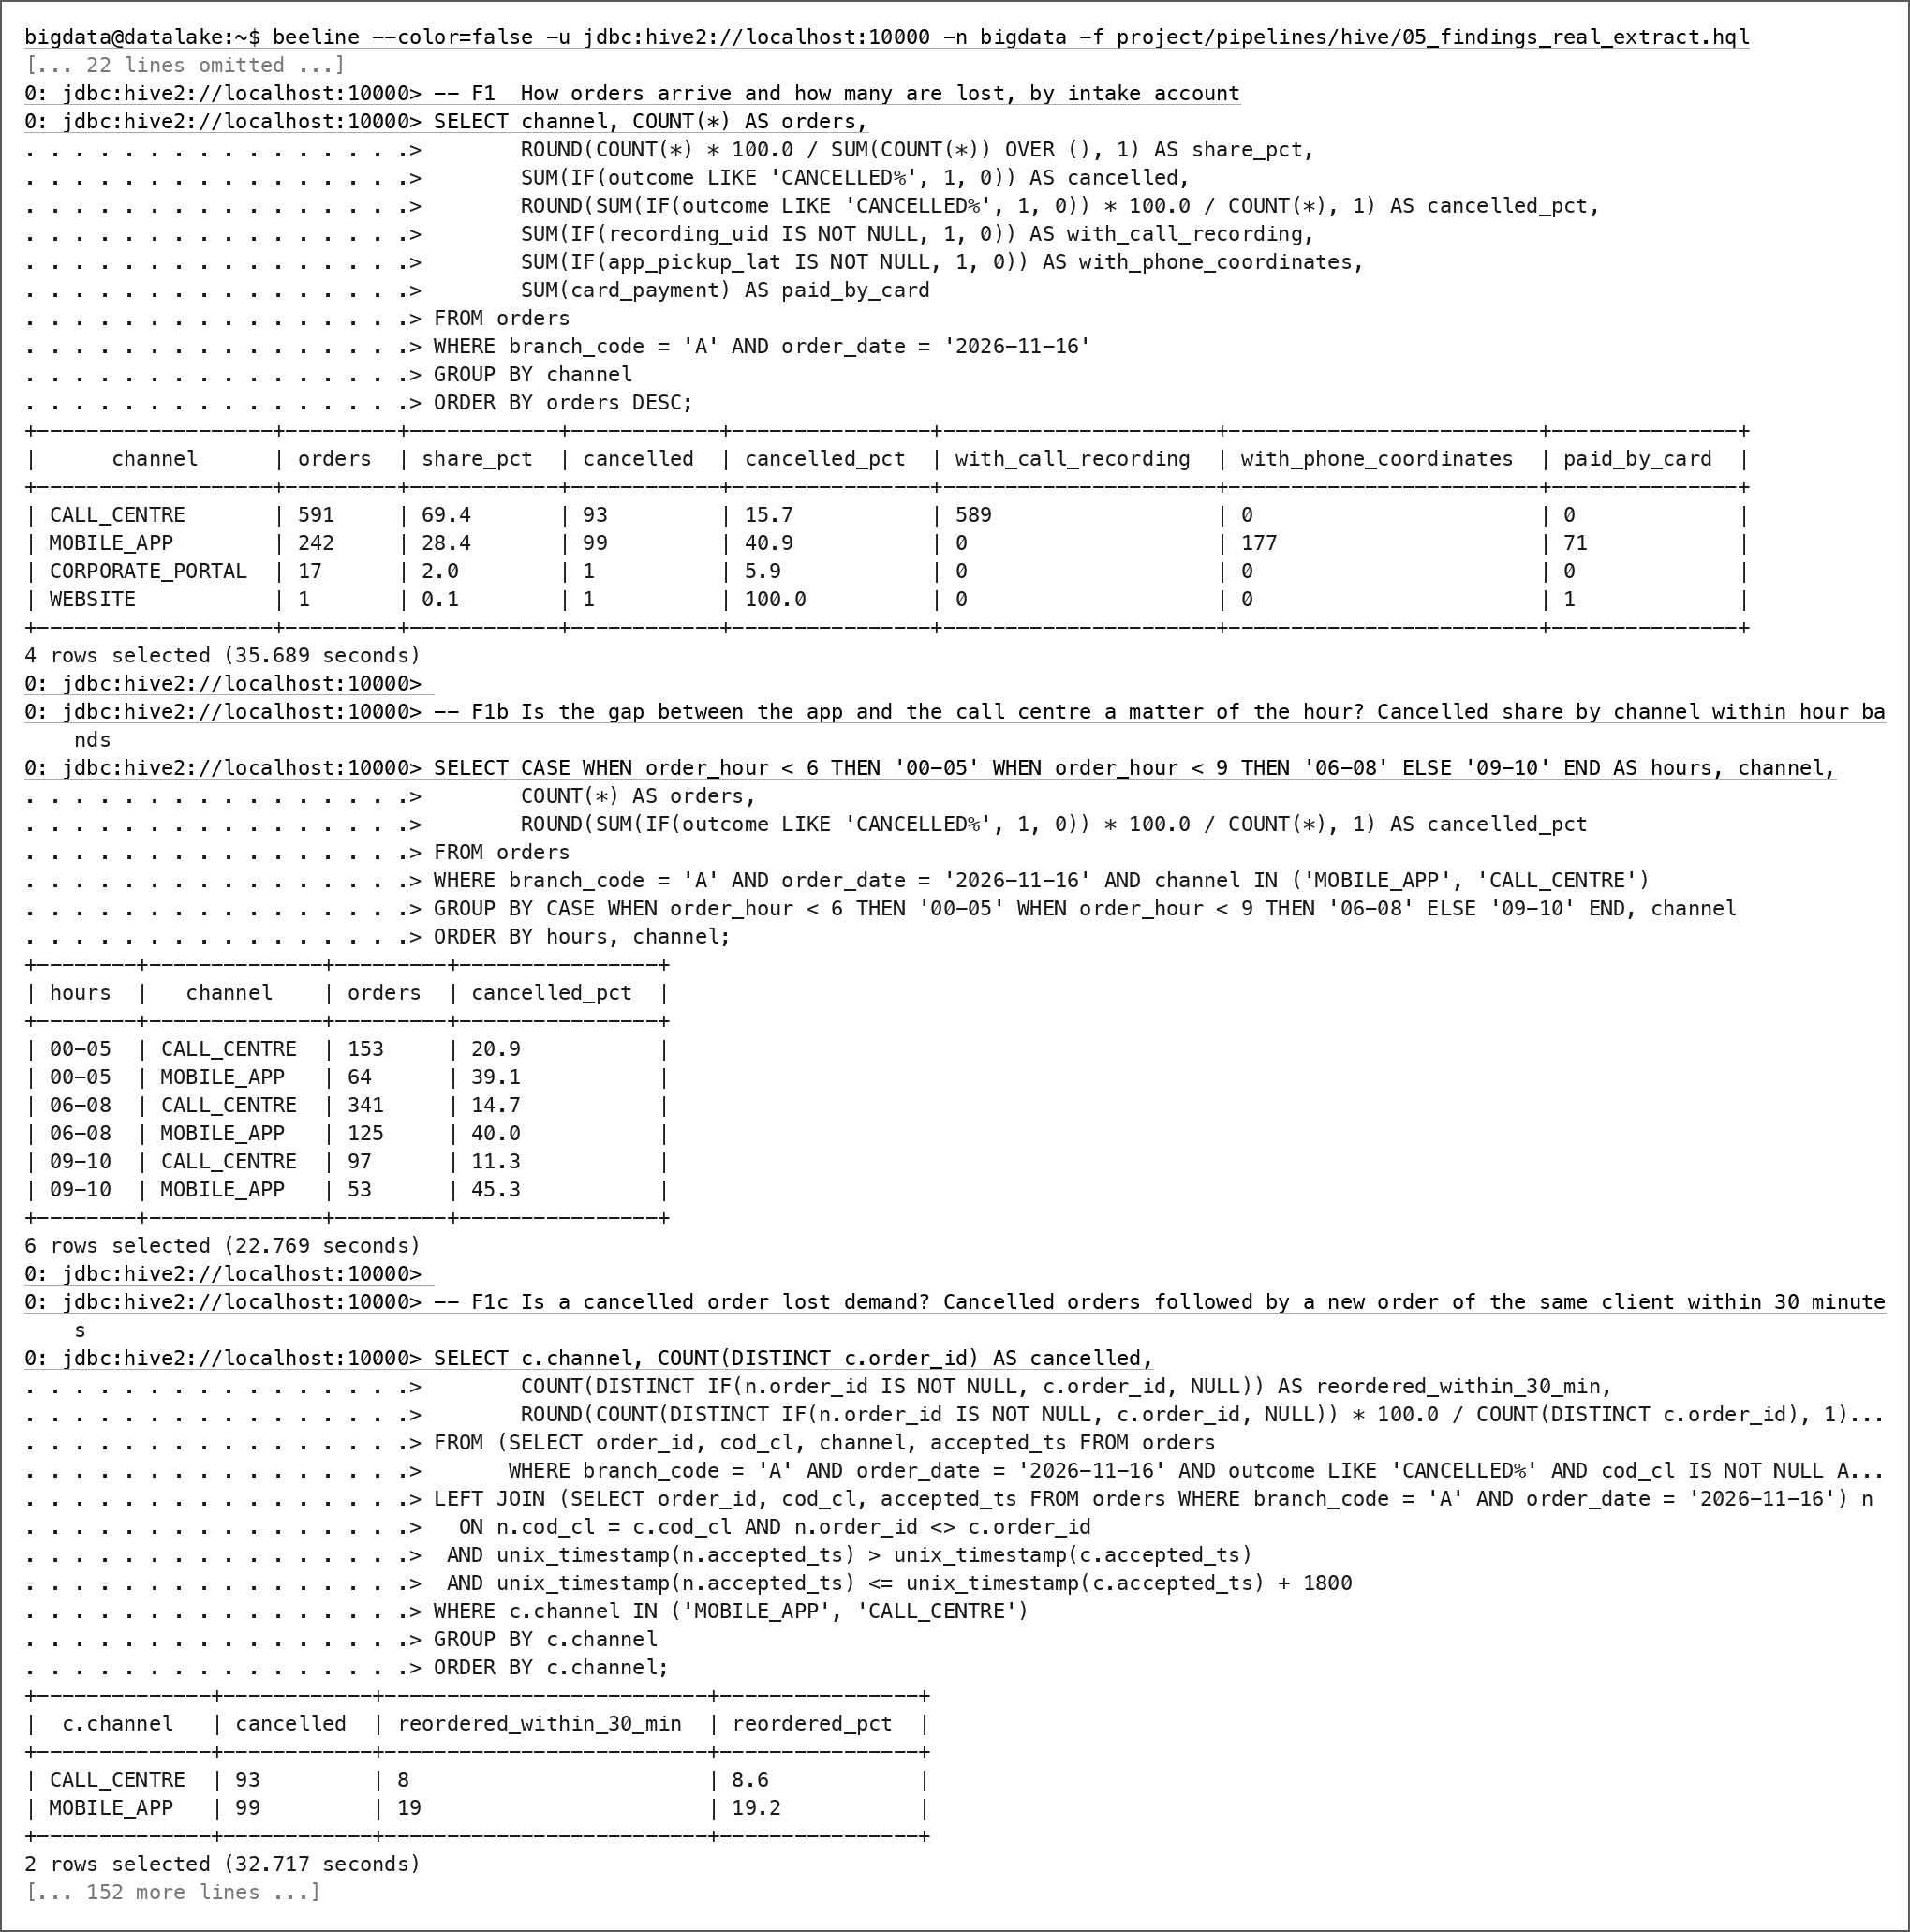 bigdata@datalake:~$ beeline --color=false -u jdbc:hive2://localhost:10000 -n bigdata -f project/pipelines/hive/05_findings_real_extract.hql
[... 22 lines omitted ...]
0: jdbc:hive2://localhost:10000> -- F1  How orders arrive and how many are lost, by intake account
0: jdbc:hive2://localhost:10000> SELECT channel, COUNT(*) AS orders,
. . . . . . . . . . . . . . . .>        ROUND(COUNT(*) * 100.0 / SUM(COUNT(*)) OVER (), 1) AS share_pct,
. . . . . . . . . . . . . . . .>        SUM(IF(outcome LIKE 'CANCELLED%', 1, 0)) AS cancelled,
. . . . . . . . . . . . . . . .>        ROUND(SUM(IF(outcome LIKE 'CANCELLED%', 1, 0)) * 100.0 / COUNT(*), 1) AS cancelled_pct,
. . . . . . . . . . . . . . . .>        SUM(IF(recording_uid IS NOT NULL, 1, 0)) AS with_call_recording,
. . . . . . . . . . . . . . . .>        SUM(IF(app_pickup_lat IS NOT NULL, 1, 0)) AS with_phone_coordinates,
. . . . . . . . . . . . . . . .>        SUM(card_payment) AS paid_by_card
. . . . . . . . . . . . . . . .> FROM orders
. . . . . . . . . . . . . . . .> WHERE branch_code = 'A' AND order_date = '2026-11-16'
. . . . . . . . . . . . . . . .> GROUP BY channel
. . . . . . . . . . . . . . . .> ORDER BY orders DESC;
+-------------------+---------+------------+------------+----------------+----------------------+-------------------------+---------------+
|      channel      | orders  | share_pct  | cancelled  | cancelled_pct  | with_call_recording  | with_phone_coordinates  | paid_by_card  |
+-------------------+---------+------------+------------+----------------+----------------------+-------------------------+---------------+
| CALL_CENTRE       | 591     | 69.4       | 93         | 15.7           | 589                  | 0                       | 0             |
| MOBILE_APP        | 242     | 28.4       | 99         | 40.9           | 0                    | 177                     | 71            |
| CORPORATE_PORTAL  | 17      | 2.0        | 1          | 5.9            | 0                    | 0                       | 0             |
| WEBSITE           | 1       | 0.1        | 1          | 100.0          | 0                    | 0                       | 1             |
+-------------------+---------+------------+------------+----------------+----------------------+-------------------------+---------------+
4 rows selected (35.689 seconds)
0: jdbc:hive2://localhost:10000>
0: jdbc:hive2://localhost:10000> -- F1b Is the gap between the app and the call centre a matter of the hour? Cancelled share by channel within hour ba
    nds
0: jdbc:hive2://localhost:10000> SELECT CASE WHEN order_hour < 6 THEN '00-05' WHEN order_hour < 9 THEN '06-08' ELSE '09-10' END AS hours, channel,
. . . . . . . . . . . . . . . .>        COUNT(*) AS orders,
. . . . . . . . . . . . . . . .>        ROUND(SUM(IF(outcome LIKE 'CANCELLED%', 1, 0)) * 100.0 / COUNT(*), 1) AS cancelled_pct
. . . . . . . . . . . . . . . .> FROM orders
. . . . . . . . . . . . . . . .> WHERE branch_code = 'A' AND order_date = '2026-11-16' AND channel IN ('MOBILE_APP', 'CALL_CENTRE')
. . . . . . . . . . . . . . . .> GROUP BY CASE WHEN order_hour < 6 THEN '00-05' WHEN order_hour < 9 THEN '06-08' ELSE '09-10' END, channel
. . . . . . . . . . . . . . . .> ORDER BY hours, channel;
+--------+--------------+---------+----------------+
| hours  |   channel    | orders  | cancelled_pct  |
+--------+--------------+---------+----------------+
| 00-05  | CALL_CENTRE  | 153     | 20.9           |
| 00-05  | MOBILE_APP   | 64      | 39.1           |
| 06-08  | CALL_CENTRE  | 341     | 14.7           |
| 06-08  | MOBILE_APP   | 125     | 40.0           |
| 09-10  | CALL_CENTRE  | 97      | 11.3           |
| 09-10  | MOBILE_APP   | 53      | 45.3           |
+--------+--------------+---------+----------------+
6 rows selected (22.769 seconds)
0: jdbc:hive2://localhost:10000>
0: jdbc:hive2://localhost:10000> -- F1c Is a cancelled order lost demand? Cancelled orders followed by a new order of the same client within 30 minute
    s
0: jdbc:hive2://localhost:10000> SELECT c.channel, COUNT(DISTINCT c.order_id) AS cancelled,
. . . . . . . . . . . . . . . .>        COUNT(DISTINCT IF(n.order_id IS NOT NULL, c.order_id, NULL)) AS reordered_within_30_min,
. . . . . . . . . . . . . . . .>        ROUND(COUNT(DISTINCT IF(n.order_id IS NOT NULL, c.order_id, NULL)) * 100.0 / COUNT(DISTINCT c.order_id), 1)...
. . . . . . . . . . . . . . . .> FROM (SELECT order_id, cod_cl, channel, accepted_ts FROM orders
. . . . . . . . . . . . . . . .>       WHERE branch_code = 'A' AND order_date = '2026-11-16' AND outcome LIKE 'CANCELLED%' AND cod_cl IS NOT NULL A...
. . . . . . . . . . . . . . . .> LEFT JOIN (SELECT order_id, cod_cl, accepted_ts FROM orders WHERE branch_code = 'A' AND order_date = '2026-11-16') n
. . . . . . . . . . . . . . . .>   ON n.cod_cl = c.cod_cl AND n.order_id <> c.order_id
. . . . . . . . . . . . . . . .>  AND unix_timestamp(n.accepted_ts) > unix_timestamp(c.accepted_ts)
. . . . . . . . . . . . . . . .>  AND unix_timestamp(n.accepted_ts) <= unix_timestamp(c.accepted_ts) + 1800
. . . . . . . . . . . . . . . .> WHERE c.channel IN ('MOBILE_APP', 'CALL_CENTRE')
. . . . . . . . . . . . . . . .> GROUP BY c.channel
. . . . . . . . . . . . . . . .> ORDER BY c.channel;
+--------------+------------+--------------------------+----------------+
|  c.channel   | cancelled  | reordered_within_30_min  | reordered_pct  |
+--------------+------------+--------------------------+----------------+
| CALL_CENTRE  | 93         | 8                        | 8.6            |
| MOBILE_APP   | 99         | 19                       | 19.2           |
+--------------+------------+--------------------------+----------------+
2 rows selected (32.717 seconds)
[... 152 more lines ...]